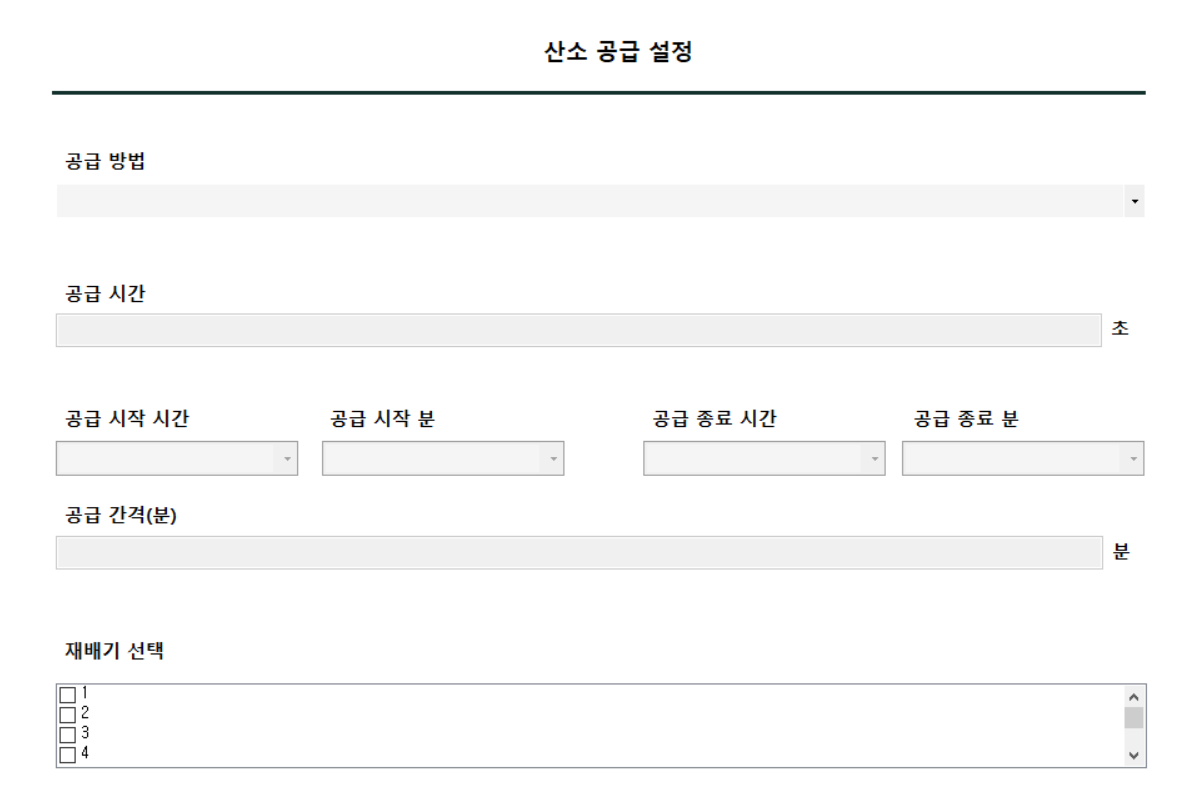 산소 공급 설정
공급 방법
공급 시간
초
공급 시작 시간 공급 시작 분 공급 종료 시간 공급 종료 분
공급 간격(분)
분
재배기 선택
1
2
3
4